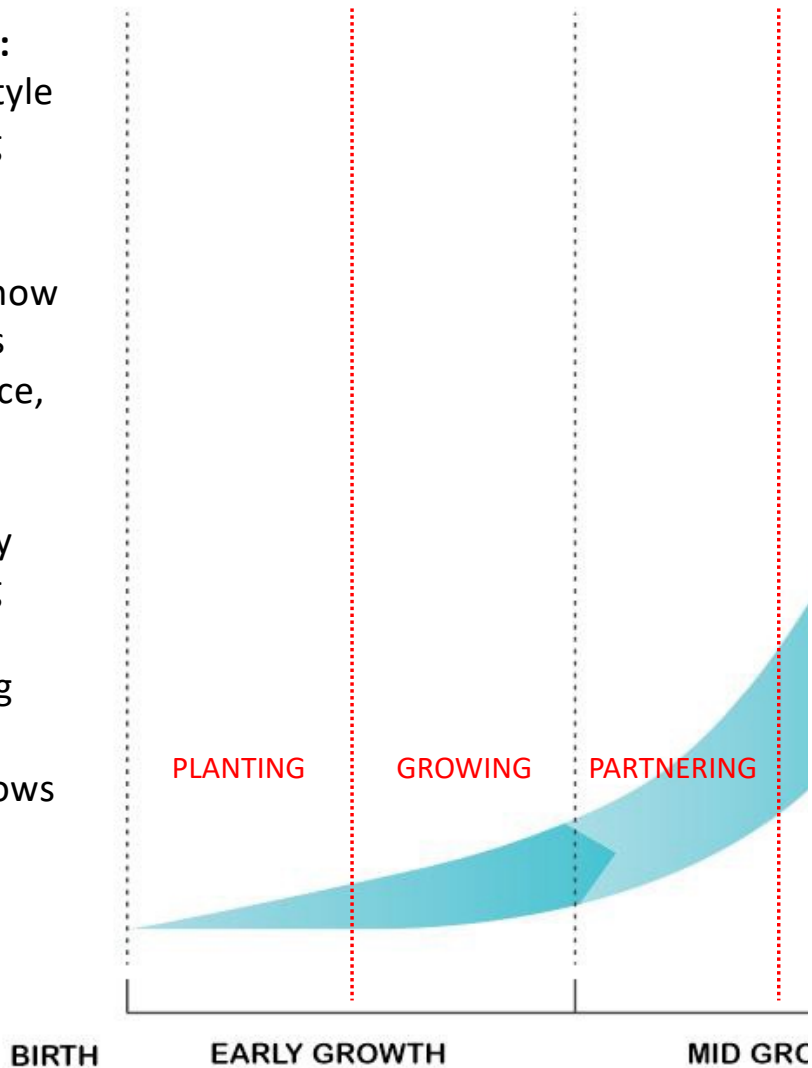 :
tyle
g
now
s
ce,
y
g
g
ows
PLANTING
GROWING
PARTNERING
BIRTH
EARLY GROWTH
MID GRO